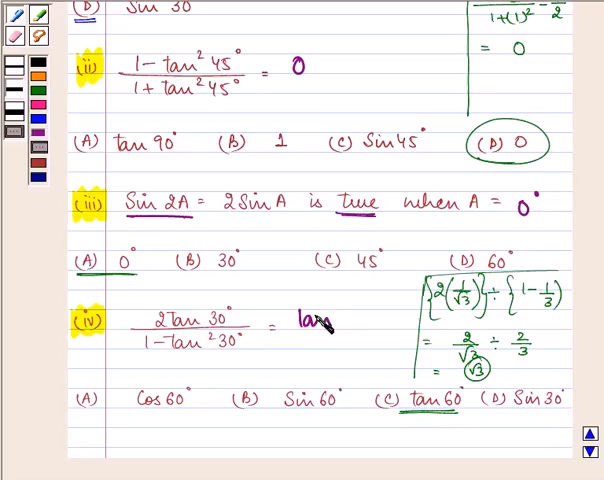 (D) Sin 30
1+(1)² 2
= 0
(ii) 1 - tan² 45° / 1 + tan² 45° = 0
(A) tan 90° (B) 1 (C) Sin 45° (D) 0
(iii) Sin 2A = 2 Sin A is true when A = 0°
(A) 0° (B) 30° (C) 45° (D) 60°
{2(1/√3)} ÷ {1 - 1/3}
= 2/√3 ÷ 2/3
= √3
(iv) 2 tan 30° / 1 - tan² 30° = tan
(A) Cos 60° (B) Sin 60° (C) tan 60° (D) Sin 30°